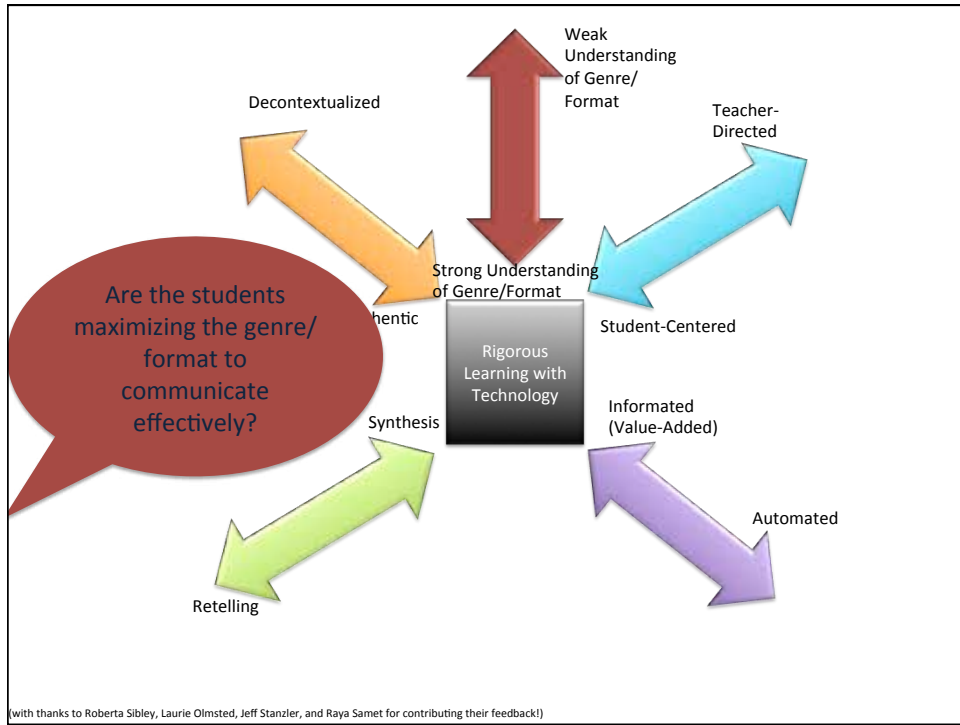 Weak
Understanding
of Genre/
Format
Decontextualized
Teacher-
Directed
Strong Understanding
of Genre/Format
Are the students
maximizing the genre/
format to
communicate
effectively?
hentic
Student-Centered
Rigorous
Learning with
Technology
Synthesis
Informated
(Value-Added)
Automated
Retelling
(with thanks to Roberta Sibley, Laurie Olmsted, Jeff Stanzler, and Raya Samet for contributing their feedback!)